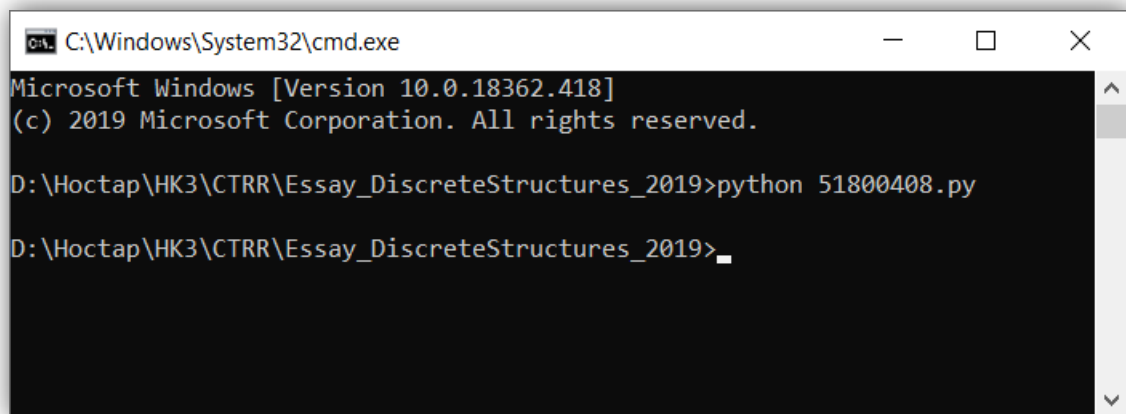 C:\Windows\System32\cmd.exe
Microsoft Windows [Version 10.0.18362.418]
(c) 2019 Microsoft Corporation. All rights reserved.
D:\Hoctap\HK3\CTRR\Essay_DiscreteStructures_2019>python 51800408.py
D:\Hoctap\HK3\CTRR\Essay_DiscreteStructures_2019>